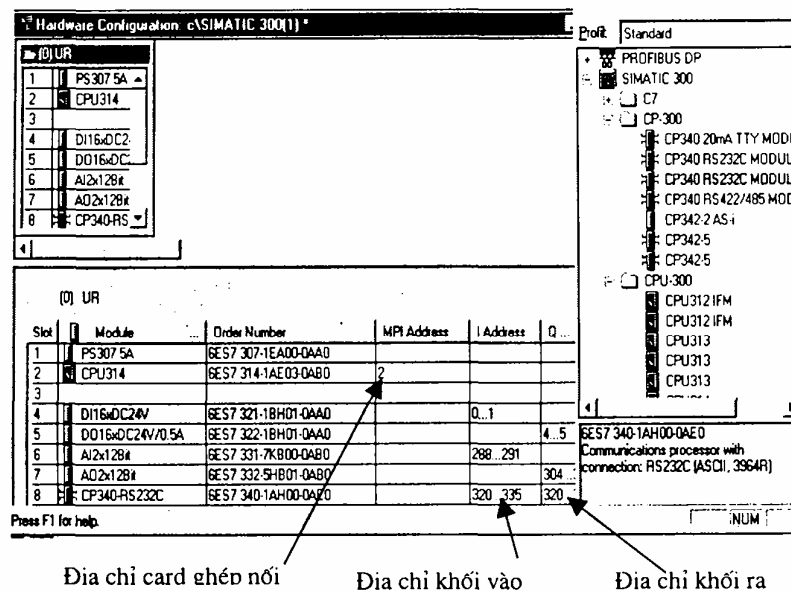 Hardware Configuration: c\SIMATIC 300(1) *
(0) UR
1 PS307 5A
2 CPU314
3
4 DI16xDC2
5 DO16xDC
6 AI2x12Bit
7 AO2x12Bit
8 CP340-RS
Profil: Standard
PROFIBUS DP
SIMATIC 300
C7
CP-300
CP340 20mA TTY MODU
CP340 RS232C MODUL
CP340 RS232C MODUL
CP340 RS422/485 MOD
CP342-2 AS-i
CP342-5
CP342-5
CPU-300
CPU312 IFM
CPU312 IFM
CPU313
CPU313
CPU313
(0) UR
Slot Module ... Order Number MPI Address I Address Q ...
1 PS307 5A 6ES7 307-1EA00-0AA0
2 CPU314 6ES7 314-1AE03-0AB0 2
3
4 DI16xDC24V 6ES7 321-1BH01-0AA0 0...1
5 DO16xDC24V/0.5A 6ES7 322-1BH01-0AA0 4...5
6 AI2x12Bit 6ES7 331-7KB00-0AB0 288...291
7 AO2x12Bit 6ES7 332-5HB01-0AB0 304...
8 CP340-RS232C 6ES7 340-1AH00-0AE0 320...335 320
6ES7 340-1AH00-0AE0
Communications processor with
connection: RS232C (ASCII, 3964R)
Press F1 for help.
NUM
Địa chỉ card ghép nối
Địa chỉ khối vào
Địa chỉ khối ra